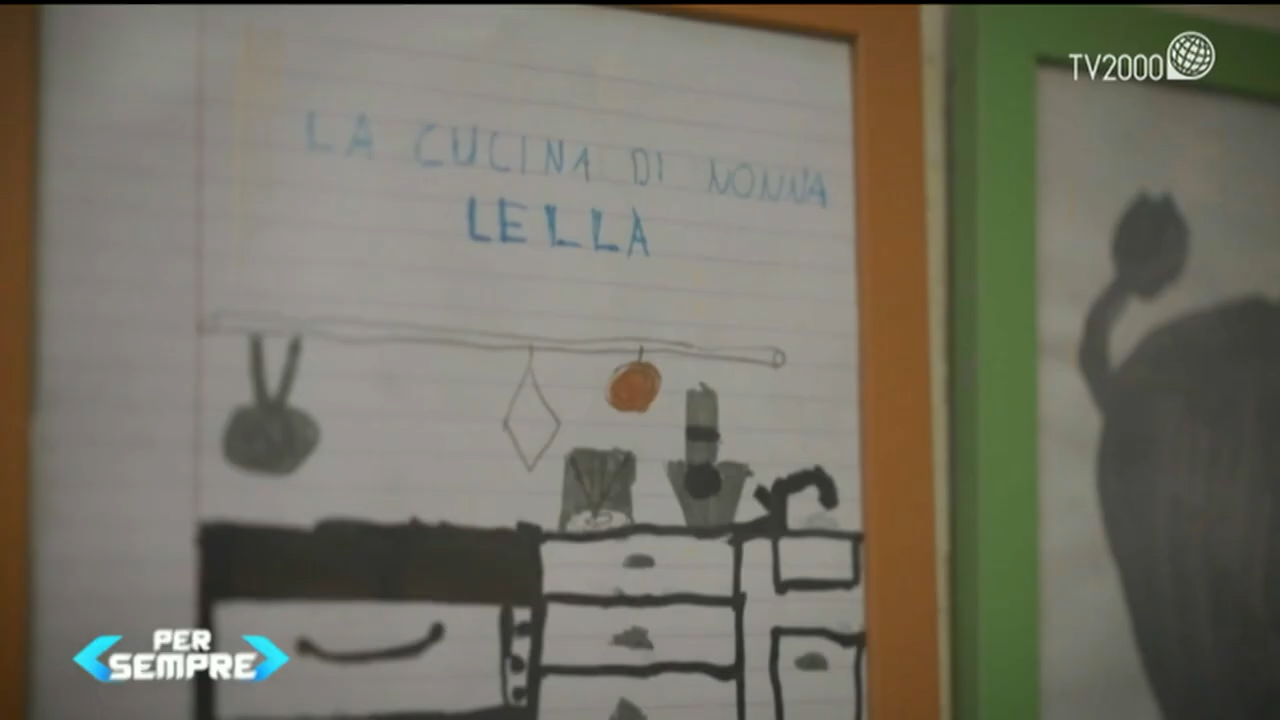 TV2000
LA CUCINA DI NONNA
LELLA
PER
SEMPRE